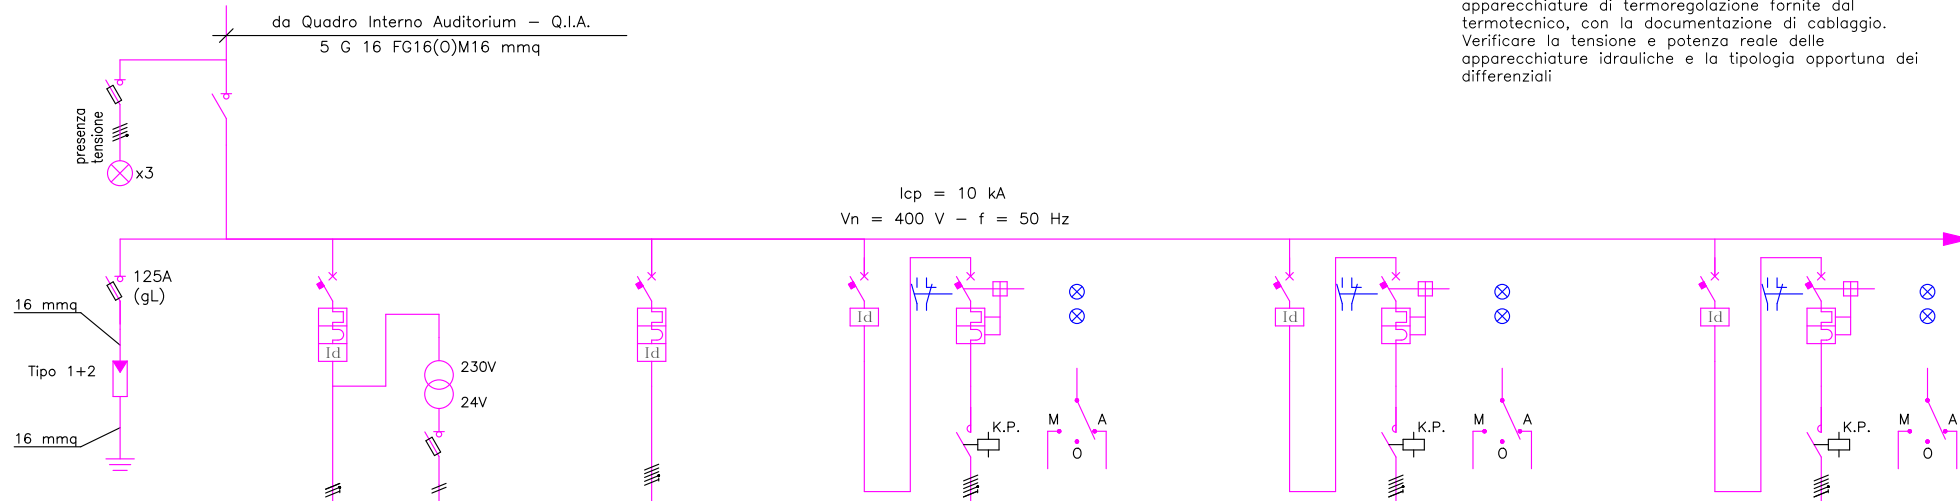 da Quadro Interno Auditorium – Q.I.A.
5 G 16 FG16(O)M16 mmq
apparecchiature di termoregolazione fornite dal
termotecnico, con la documentazione di cablaggio.
Verificare la tensione e potenza reale delle
apparecchiature idrauliche e la tipologia opportuna dei
differenziali
presenza
tensione
x3
Icp = 10 kA
Vn = 400 V – f = 50 Hz
125A
(gL)
16 mmq
Tipo 1+2
16 mmq
Id
230V
24V
Id
Id
K.P.
M
A
O
Id
K.P.
M
A
O
Id
K.P.
M
A
O